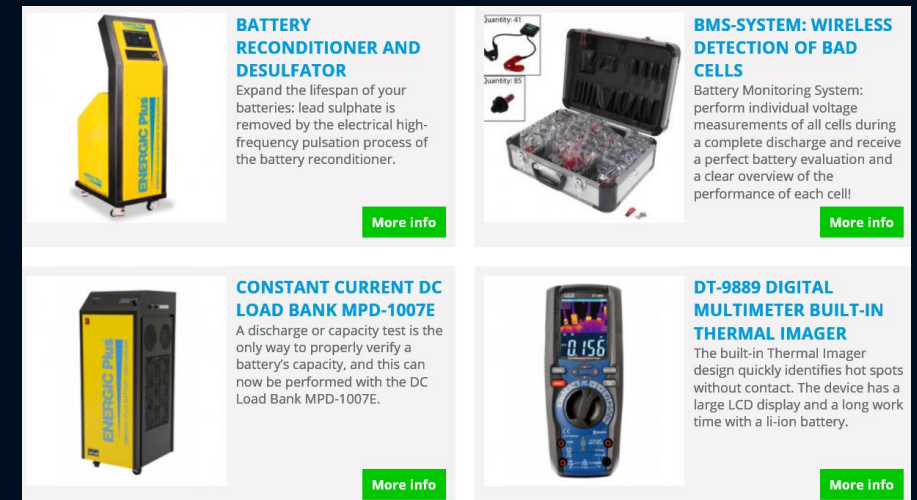 BATTERY
RECONDITIONER AND
DESULFATOR
Expand the lifespan of your
batteries: lead sulphate is
removed by the electrical high-
frequency pulsation process of
the battery reconditioner.
More info
ENERGIC Plus
Quantity: 41
Quantity: 85
BMS-SYSTEM: WIRELESS
DETECTION OF BAD
CELLS
Battery Monitoring System:
perform individual voltage
measurements of all cells during
a complete discharge and receive
a perfect battery evaluation and
a clear overview of the
performance of each cell!
More info
ENERGIC Plus
CONSTANT CURRENT DC
LOAD BANK MPD-1007E
A discharge or capacity test is the
only way to properly verify a
battery's capacity, and this can
now be performed with the DC
Load Bank MPD-1007E.
More info
0.156
DT-9889 DIGITAL
MULTIMETER BUILT-IN
THERMAL IMAGER
The built-in Thermal Imager
design quickly identifies hot spots
without contact. The device has a
large LCD display and a long work
time with a li-ion battery.
More info